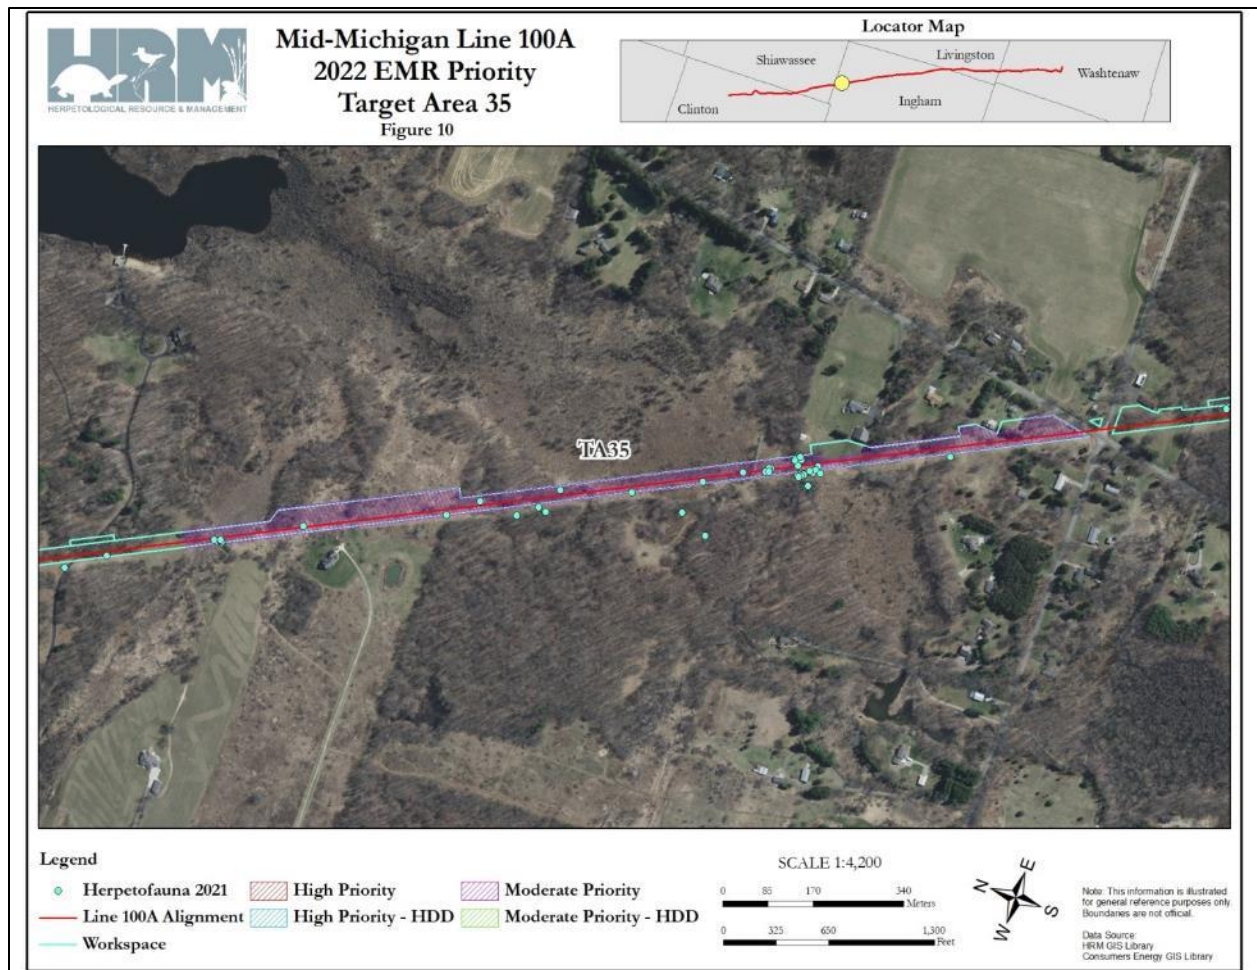 HRM
HERPETOLOGICAL RESOURCE & MANAGEMENT
Mid-Michigan Line 100A
2022 EMR Priority
Target Area 35
Figure 10
Locator Map
Shiawassee
Livingston
Washtenaw
Clinton
Ingham
TA35
Legend
Herpetofauna 2021
High Priority
Moderate Priority
Line 100A Alignment
High Priority - HDD
Moderate Priority - HDD
Workspace
SCALE 1:4,200
0 85 170 340
Meters
0 325 650 1,300
Feet
N
E
S
W
Note: This information is illustrated
for general reference purposes only.
Boundaries are not official.
Data Source:
HRM GIS Library
Consumers Energy GIS Library